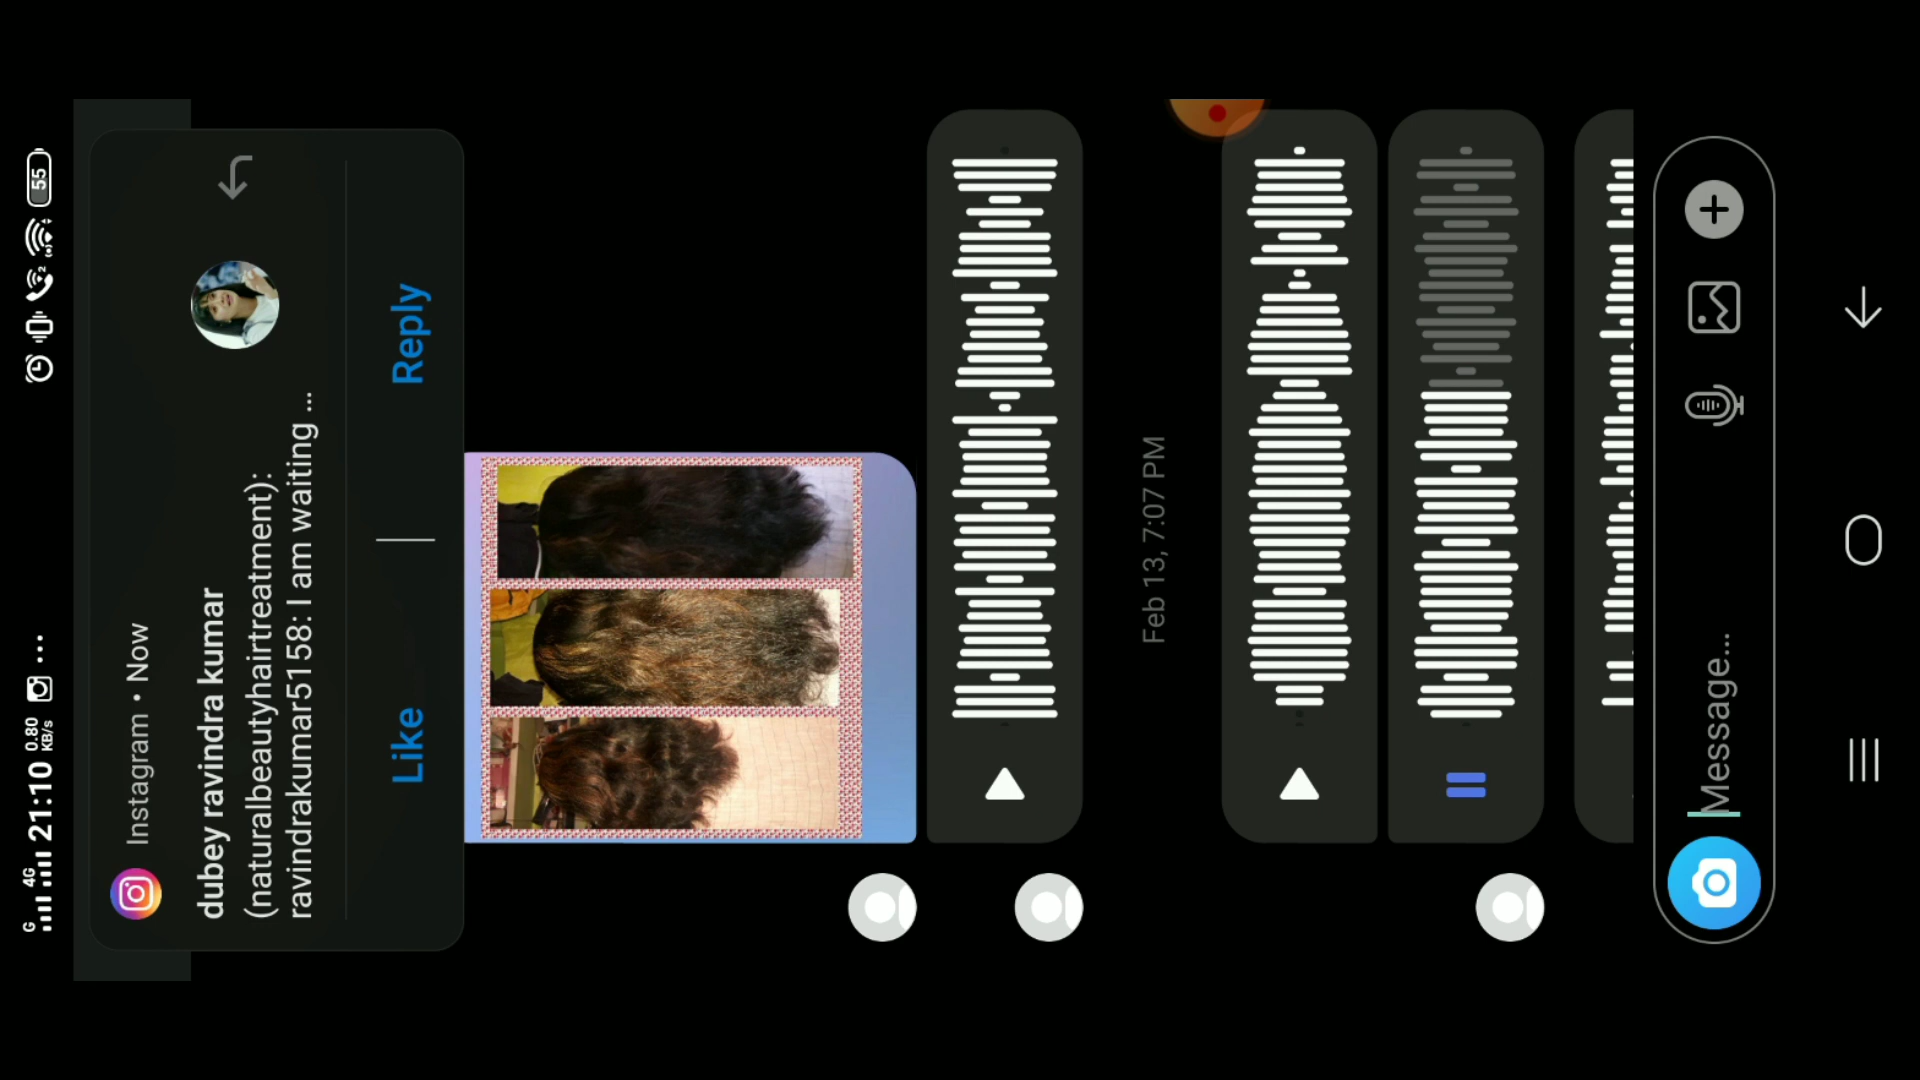 G 4G 21:10 0.80 KB/s ... 2 55
Instagram • Now
dubey ravindra kumar
(naturalbeautyhairtreatment):
ravindrakumar5158: I am waiting ...
Like Reply
Feb 13, 7:07 PM
Message...